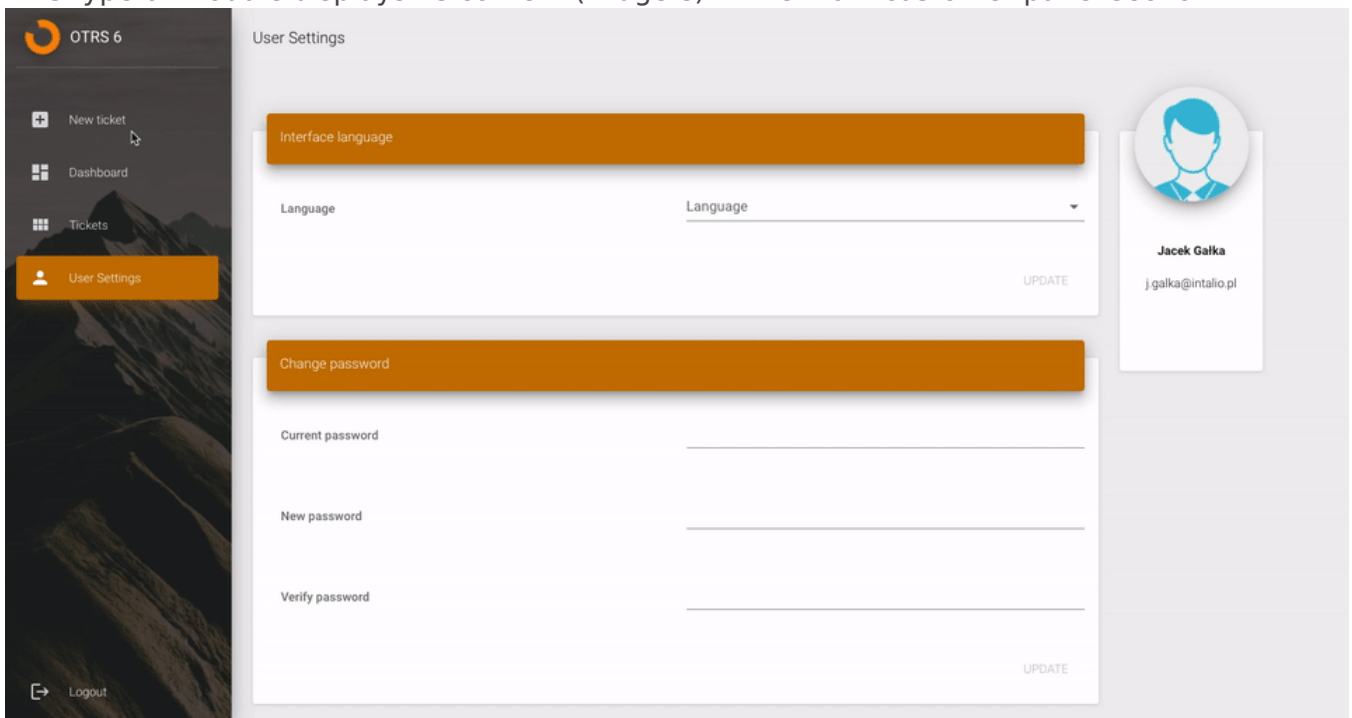 OTRS 6
User Settings
New ticket
Dashboard
Tickets
User Settings
Logout
Interface language
Language
Language
UPDATE
Change password
Current password
New password
Verify password
UPDATE
Jacek Gałka
j.galka@intalio.pl